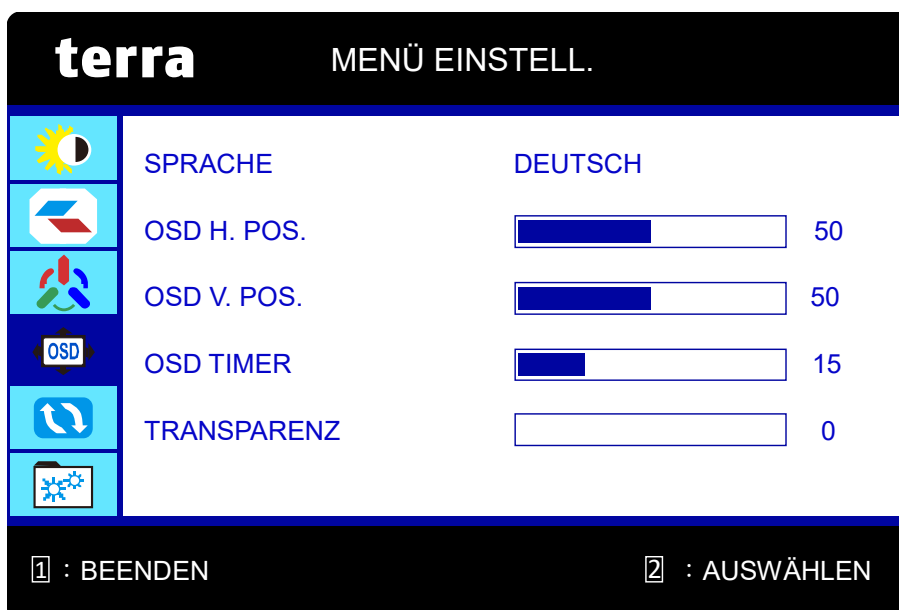 terra MENÜ EINSTELL.
SPRACHE DEUTSCH
OSD H. POS. 50
OSD V. POS. 50
OSD OSD TIMER 15
TRANSPARENZ 0
1 : BEENDEN 2 : AUSWÄHLEN